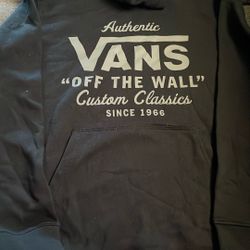 Authentic
VANS
"OFF THE WALL"
Custom Classics
SINCE 1966